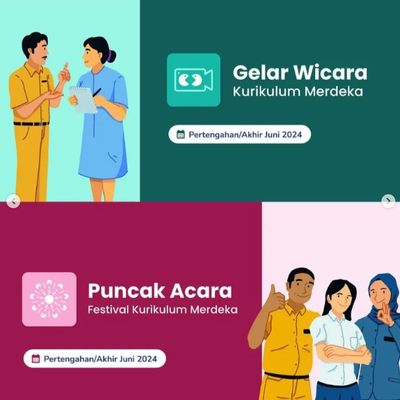 Gelar Wicara
Kurikulum Merdeka
Pertengahan/Akhir Juni 2024
Puncak Acara
Festival Kurikulum Merdeka
Pertengahan/Akhir Juni 2024